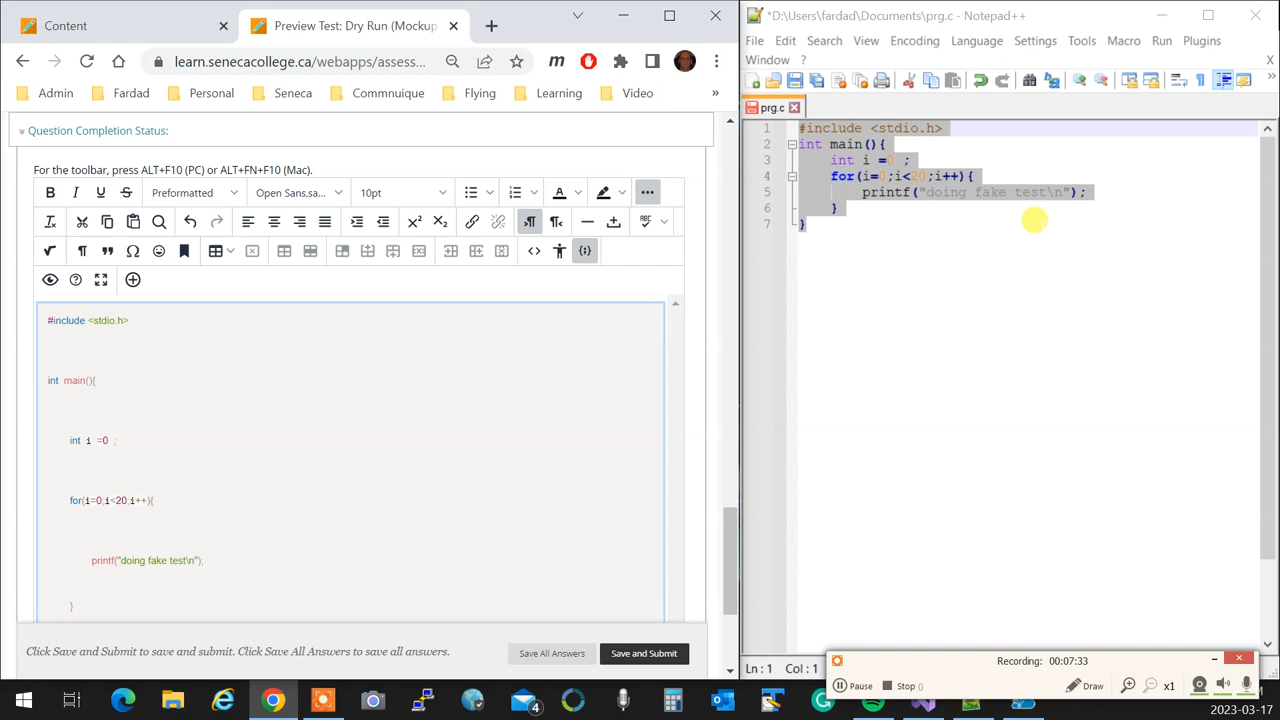 Content
Preview Test: Dry Run (Mockup
learn.senecacollege.ca/webapps/assess...
Fardad
Personal
Seneca
Commnuique
Flying
Learning
Video
»
Question Completion Status:
For the toolbar, press ALT+F10 (PC) or ALT+FN+F10 (Mac).
B I U S Preformatted Open Sans,sa... 10pt A
#include <stdio.h>
int main(){
int i =0 ;
for(i=0;i<20;i++){
printf("doing fake test\n");
}
Click Save and Submit to save and submit. Click Save All Answers to save all answers.
Save All Answers
Save and Submit
*D:\Users\fardad\Documents\prg.c - Notepad++
File Edit Search View Encoding Language Settings Tools Macro Run Plugins
Window ? X
prg.c
1 #include <stdio.h>
2 int main(){
3 int i =0 ;
4 for(i=0;i<20;i++){
5 printf("doing fake test\n");
6 }
7 }
Ln : 1 Col : 1
Recording: 00:07:33
Pause Stop () Draw x1
4
2023-03-17